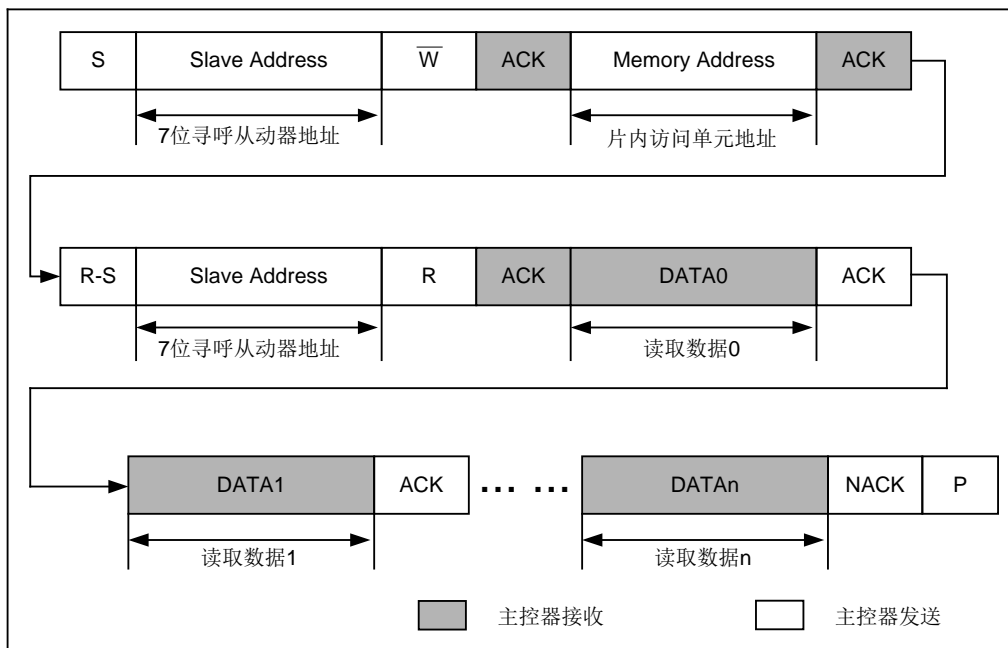 S Slave Address W̅ ACK Memory Address ACK
7位寻呼从动器地址 片内访问单元地址
R-S Slave Address R ACK DATA0 ACK
7位寻呼从动器地址 读取数据0
DATA1 ACK ... ... DATAn NACK P
读取数据1 读取数据n
主控器接收 主控器发送